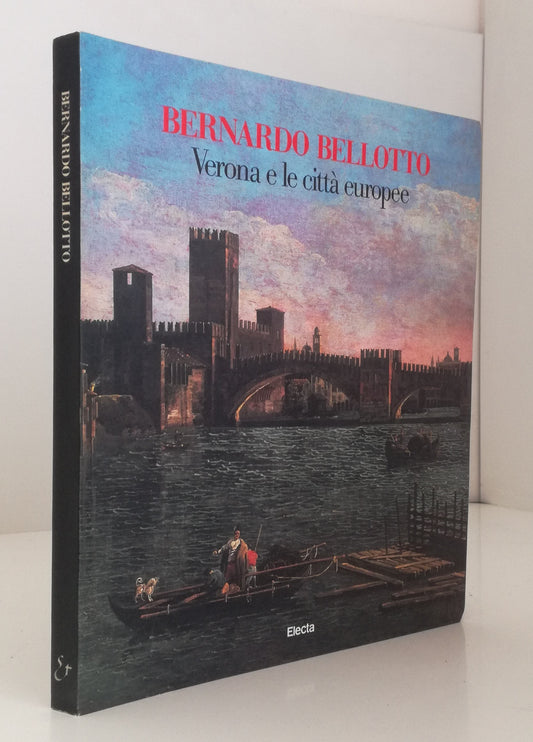 BERNARDO BELLOTTO
BERNARDO BELLOTTO
Verona e le città europee
Electa